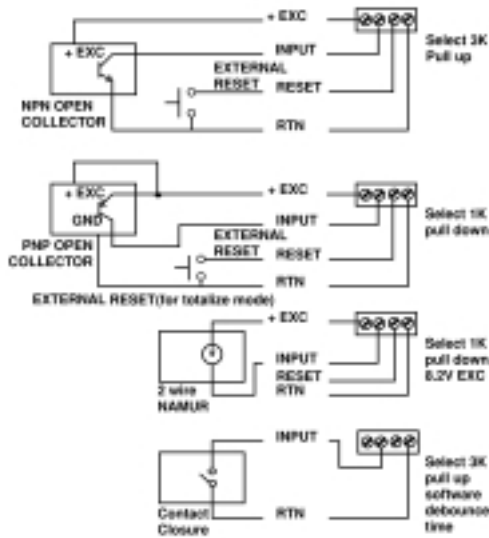 + EXC
INPUT
EXTERNAL
RESET
RESET
RTN
Select 3K
Pull up
+ EXC
NPN OPEN
COLLECTOR
+ EXC
INPUT
EXTERNAL
RESET
RESET
RTN
Select 1K
pull down
+ EXC
GND
PNP OPEN
COLLECTOR
EXTERNAL RESET(for totalize mode)
+ EXC
INPUT
RESET
RTN
Select 1K
pull down
8.2V EXC
2 wire
NAMUR
INPUT
RTN
Select 3K
pull up
software
debounce
time
Contact
Closure